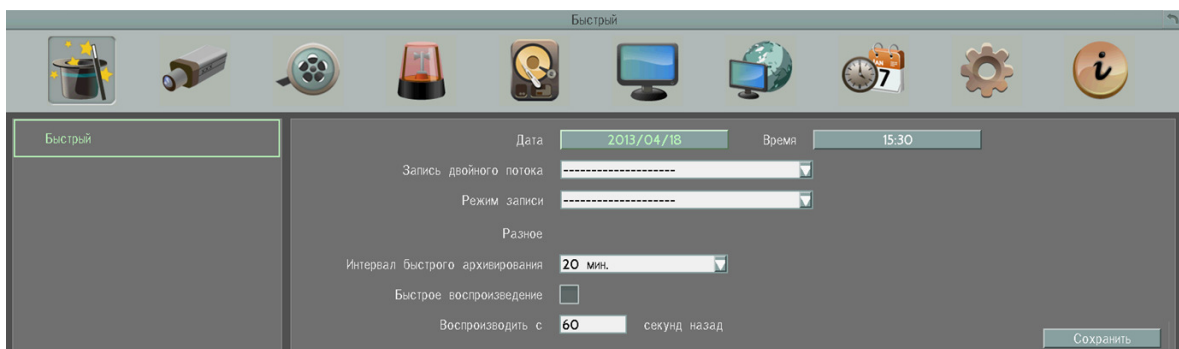 Быстрый
7
Быстрый
Дата 2013/04/18 Время 15:30
Запись двойного потока --------------------
Режим записи --------------------
Разное
Интервал быстрого архивирования 20 мин.
Быстрое воспроизведение
Воспроизводить с 60 секунд назад
Сохранить